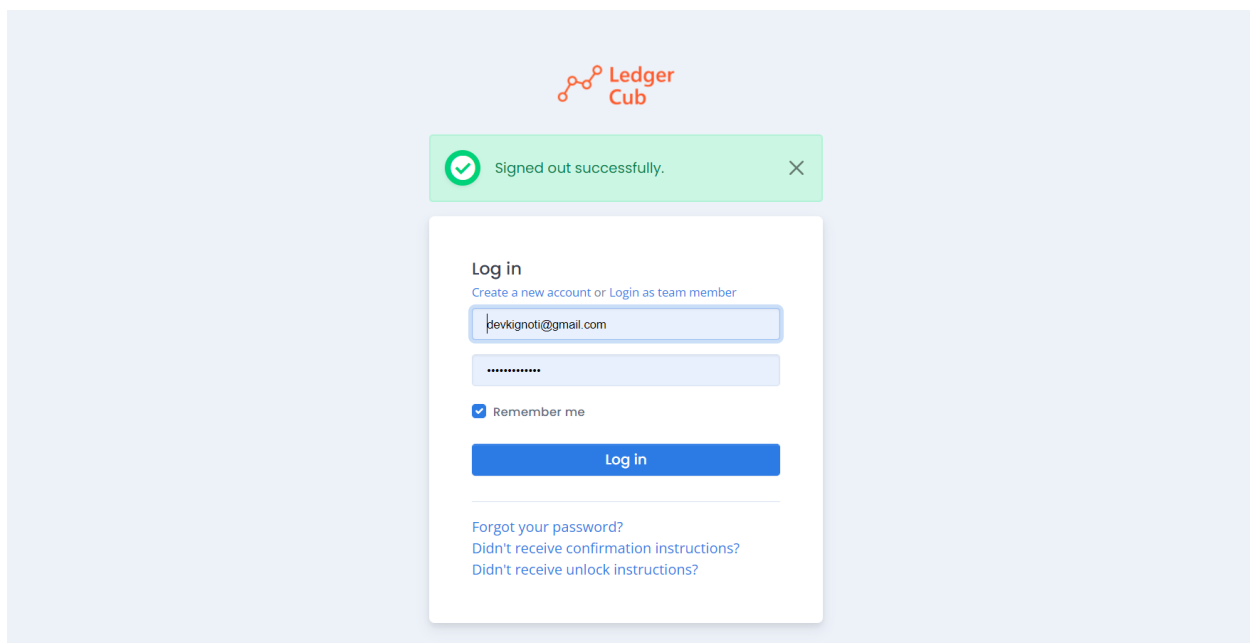 Ledger
Cub
Signed out successfully.
Log in
Create a new account or Login as team member
devkignoti@gmail.com
•••••••••••••
Remember me
Log in
Forgot your password?
Didn't receive confirmation instructions?
Didn't receive unlock instructions?